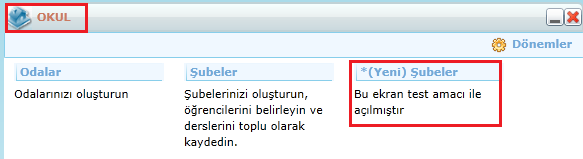 OKUL
Dönemler
Odalar
Odalarınızı oluşturun
Şubeler
Şubelerinizi oluşturun,
öğrencilerini belirleyin ve
derslerini toplu olarak
kaydedin.
*(Yeni) Şubeler
Bu ekran test amacı ile
açılmıştır